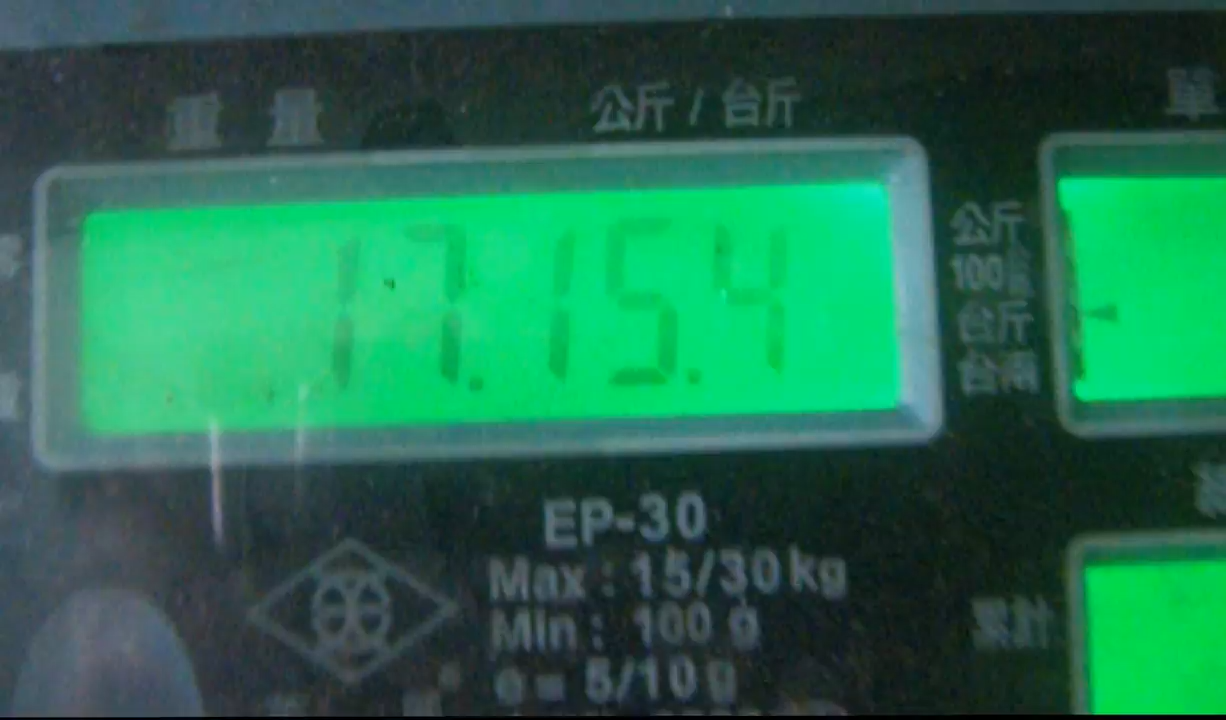 重量 公斤 / 台斤
單
17.15.4
公斤
100
台斤
台兩
EP-30
Max : 15/30kg
Min : 100 g
e = 5/10g
累計